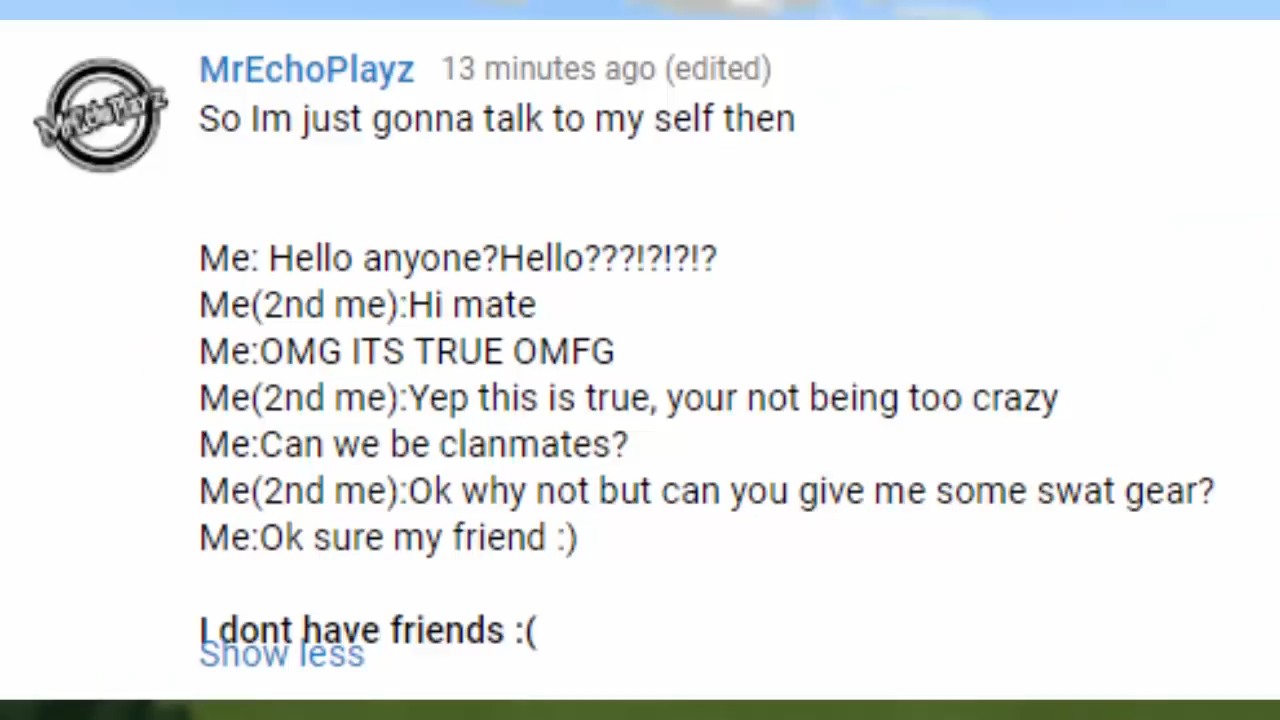 MrEchoPlayz 13 minutes ago (edited)
So Im just gonna talk to my self then
Me: Hello anyone?Hello???!?!?!?
Me(2nd me):Hi mate
Me:OMG ITS TRUE OMFG
Me(2nd me):Yep this is true, your not being too crazy
Me:Can we be clanmates?
Me(2nd me):Ok why not but can you give me some swat gear?
Me:Ok sure my friend :)
I dont have friends :(
Show less